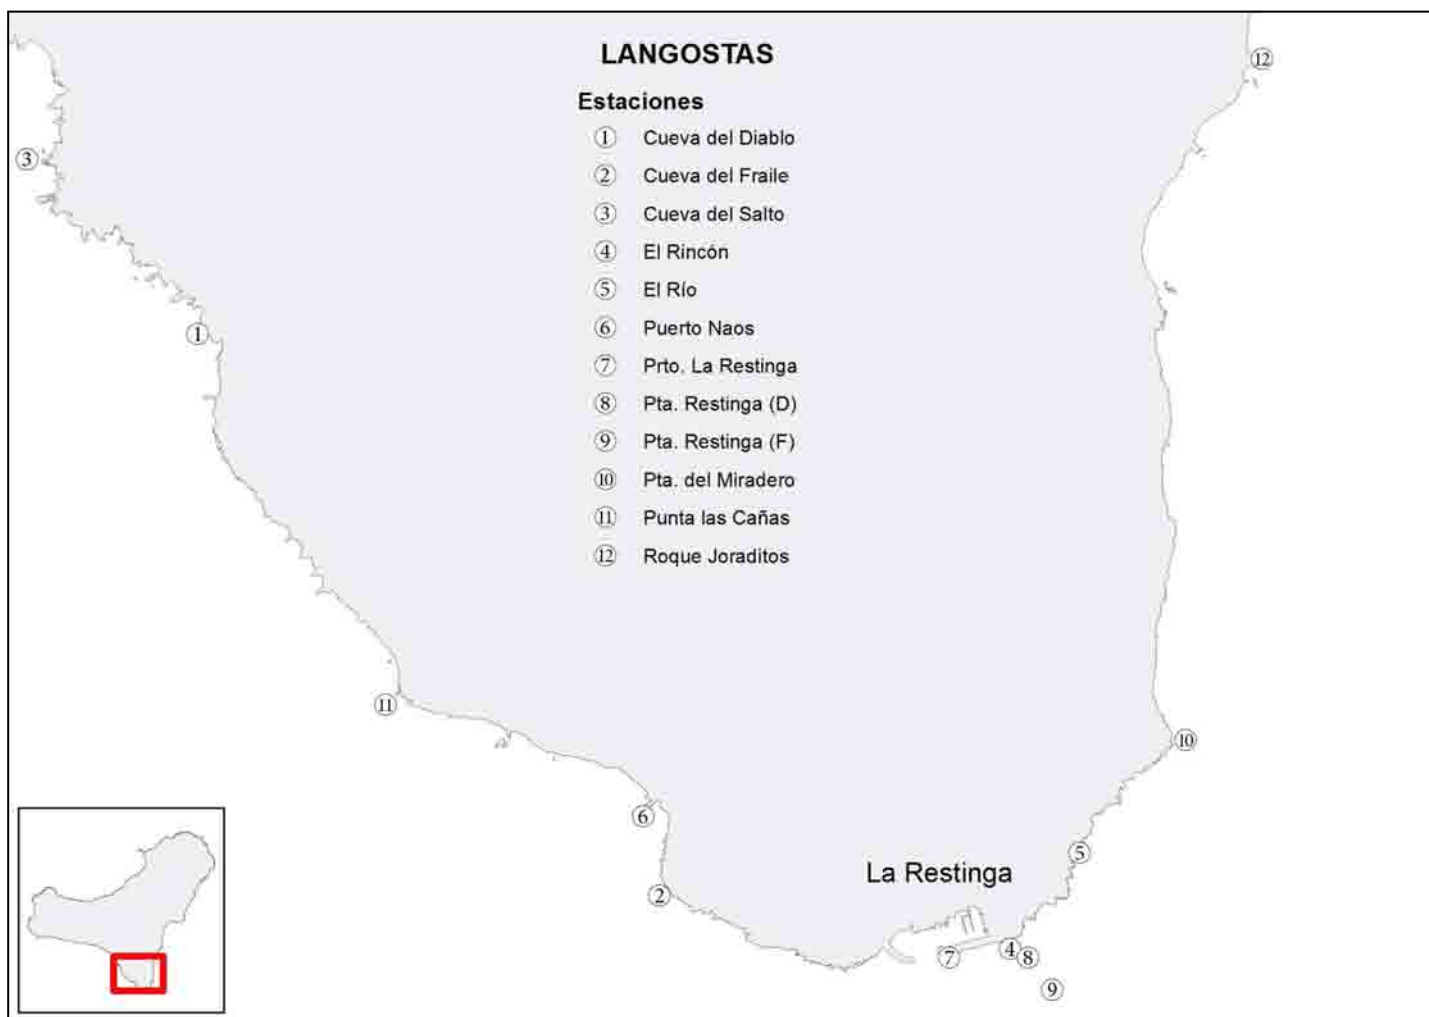 LANGOSTAS
Estaciones
① Cueva del Diablo
② Cueva del Fraile
③ Cueva del Salto
④ El Rincón
⑤ El Río
⑥ Puerto Naos
⑦ Prto. La Restinga
⑧ Pta. Restinga (D)
⑨ Pta. Restinga (F)
⑩ Pta. del Miradero
⑪ Punta las Cañas
⑫ Roque Joraditos
⑫
③
①
⑪
⑩
⑥
⑤
La Restinga
②
④
⑦
⑧
⑨